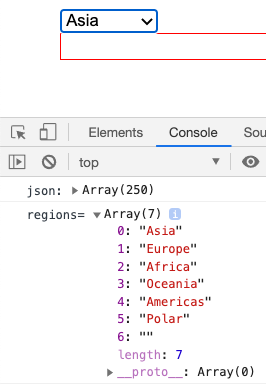 Asia
Elements Console Sou
top
json: ▶Array(250)
regions= ▼Array(7) i
0: "Asia"
1: "Europe"
2: "Africa"
3: "Oceania"
4: "Americas"
5: "Polar"
6: ""
length: 7
▶__proto__: Array(0)